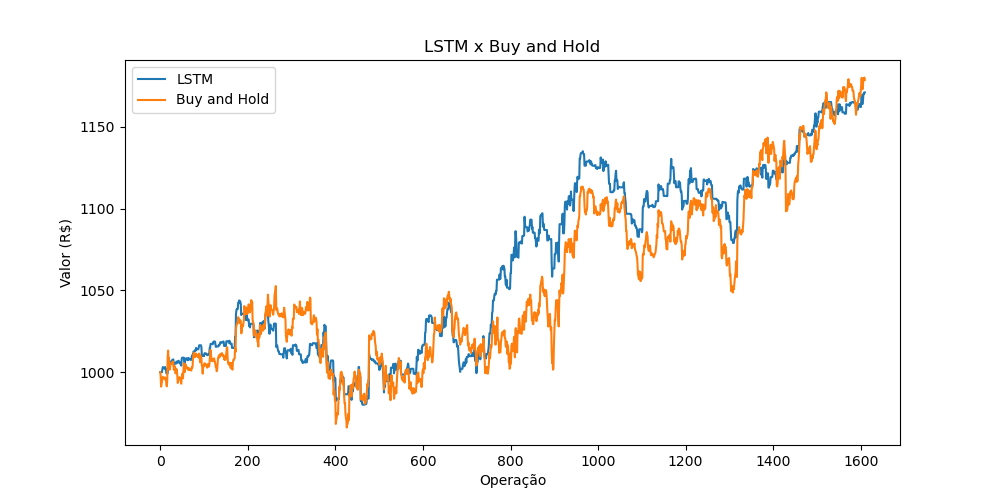 LSTM x Buy and Hold
LSTM
Buy and Hold
Valor (R$)
1150
1100
1050
1000
0 200 400 600 800 1000 1200 1400 1600
Operação